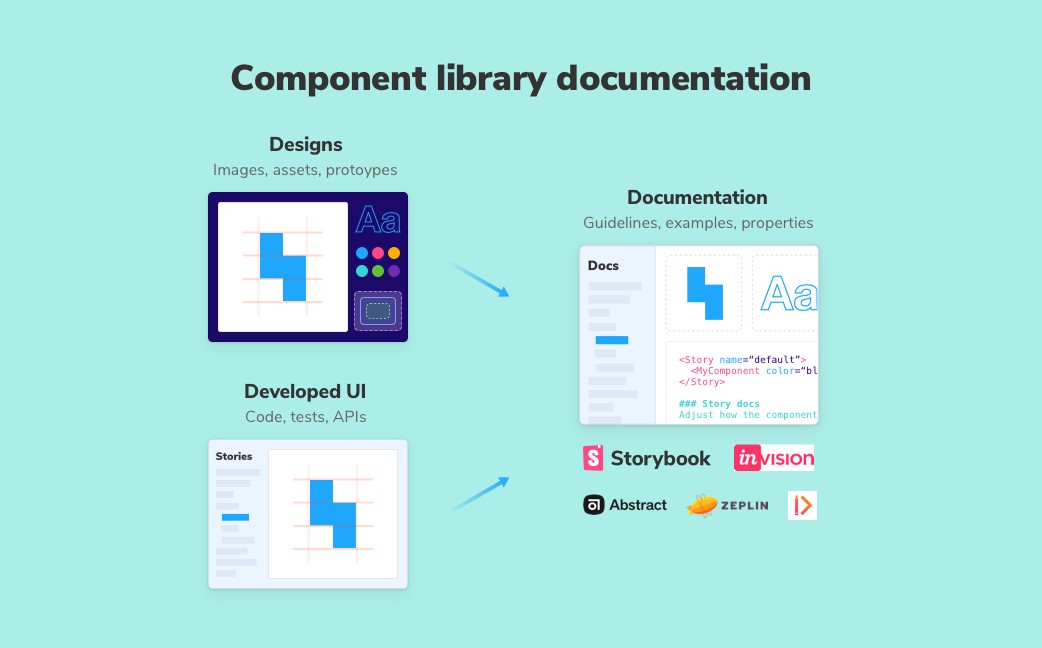 Component library documentation
Designs
Images, assets, protoypes
Aa
Developed UI
Code, tests, APIs
Stories
Documentation
Guidelines, examples, properties
Docs
Aa
<Story name=“default”>
<MyComponent color=“bl
</Story>
### Story docs
Adjust how the component
S Storybook
inVISION
a Abstract
ZEPLIN